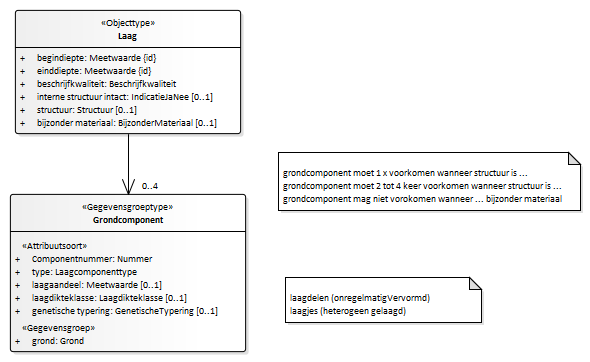 «Objecttype»
Laag
+ begindiepte: Meetwaarde {id}
+ einddiepte: Meetwaarde {id}
+ beschrijfkwaliteit: Beschrijfkwaliteit
+ interne structuur intact: IndicatieJaNee [0..1]
+ structuur: Structuur [0..1]
+ bijzonder materiaal: BijzonderMateriaal [0..1]
0..4
«Gegevensgroeptype»
Grondcomponent
«Attribuutsoort»
+ Componentnummer: Nummer
+ type: Laagcomponenttype
+ laagaandeel: Meetwaarde [0..1]
+ laagdikteklasse: Laagdikteklasse [0..1]
+ genetische typering: GenetischeTypering [0..1]
«Gegevensgroep»
+ grond: Grond
grondcomponent moet 1 x voorkomen wanneer structuur is ...
grondcomponent moet 2 tot 4 keer voorkomen wanneer structuur is ...
grondcomponent mag niet vorokomen wanneer ... bijzonder materiaal
laagdelen (onregelmatigVervormd)
laagjes (heterogeen gelaagd)